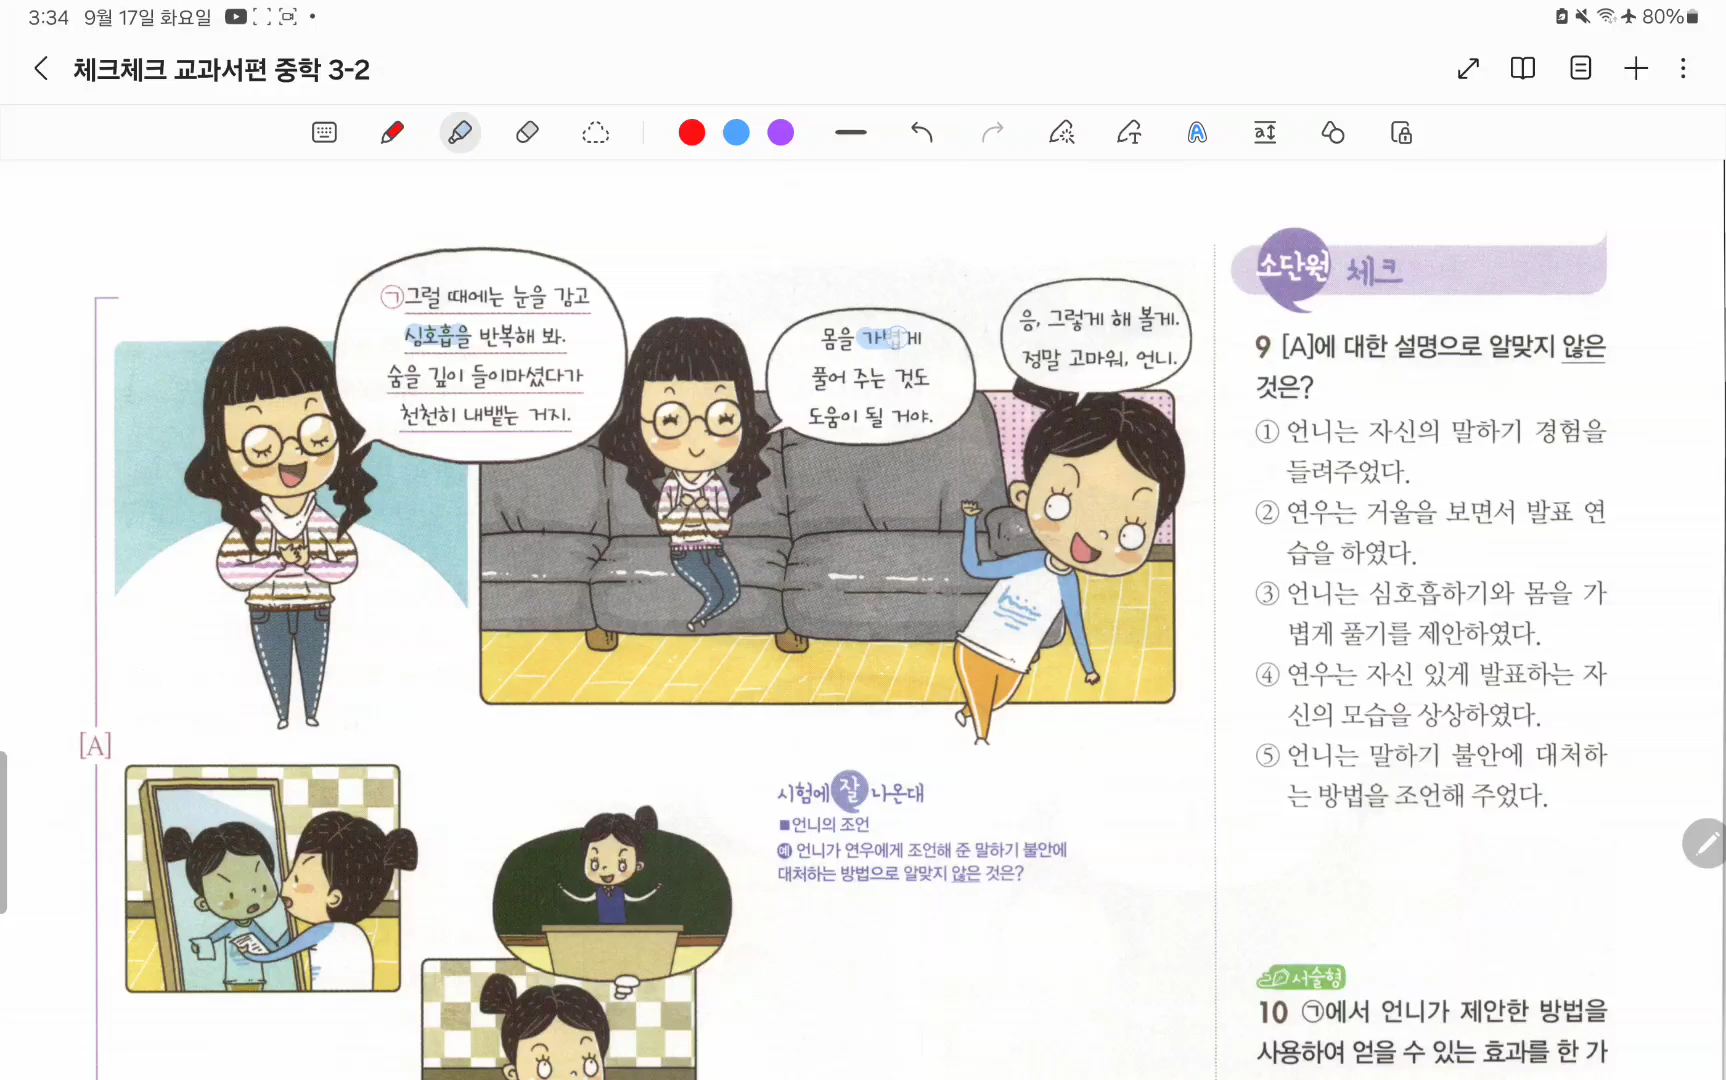 3:34 9월 17일 화요일
80%
체크체크 교과서편 중학 3-2
㉠그럴 때에는 눈을 감고
심호흡을 반복해 봐.
숨을 깊이 들이마셨다가
천천히 내뱉는 거지.
몸을 가볍게
풀어 주는 것도
도움이 될 거야.
응, 그렇게 해 볼게.
정말 고마워, 언니.
[A]
시험에 잘 나온대
■언니의 조언
예 언니가 연우에게 조언해 준 말하기 불안에
대처하는 방법으로 알맞지 않은 것은?
소단원 체크
9 [A]에 대한 설명으로 알맞지 않은
것은?
① 언니는 자신의 말하기 경험을
들려주었다.
② 연우는 거울을 보면서 발표 연
습을 하였다.
③ 언니는 심호흡하기와 몸을 가
볍게 풀기를 제안하였다.
④ 연우는 자신 있게 발표하는 자
신의 모습을 상상하였다.
⑤ 언니는 말하기 불안에 대처하
는 방법을 조언해 주었다.
서술형
10 ㉠에서 언니가 제안한 방법을
사용하여 얻을 수 있는 효과를 한 가